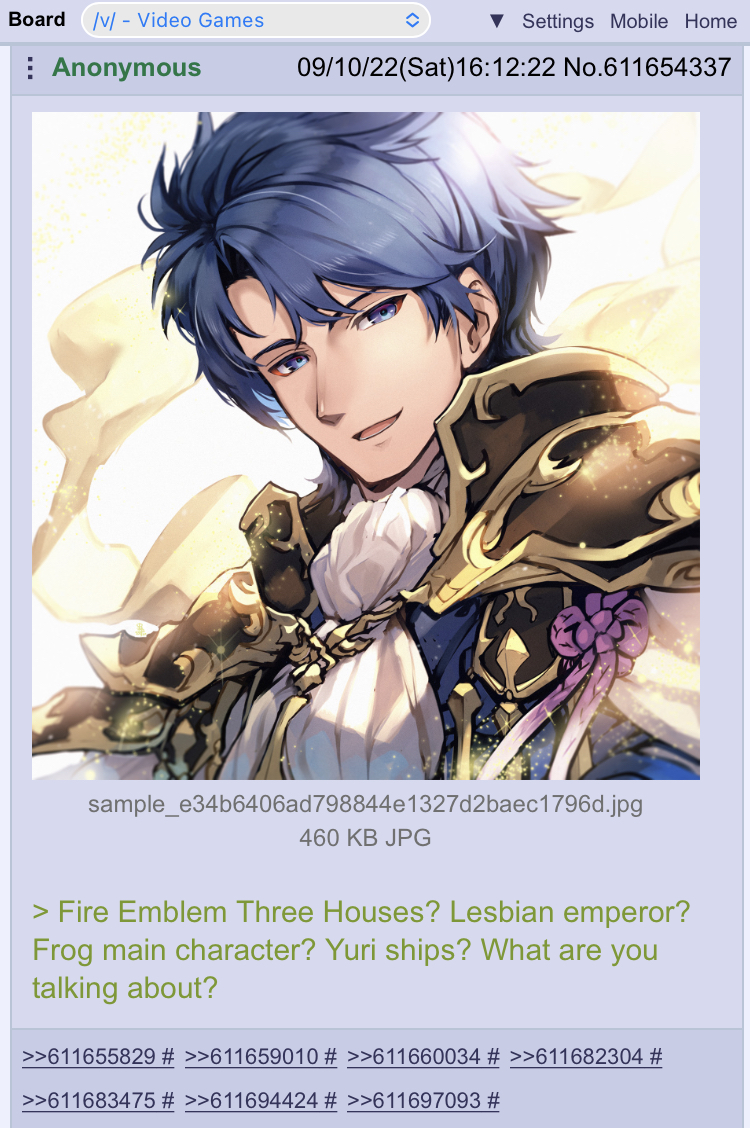 Board /v/ - Video Games ▼ Settings Mobile Home
Anonymous 09/10/22(Sat)16:12:22 No.611654337
sample_e34b6406ad798844e1327d2baec1796d.jpg
460 KB JPG
> Fire Emblem Three Houses? Lesbian emperor?
Frog main character? Yuri ships? What are you
talking about?
>>611655829 # >>611659010 # >>611660034 # >>611682304 #
>>611683475 # >>611694424 # >>611697093 #